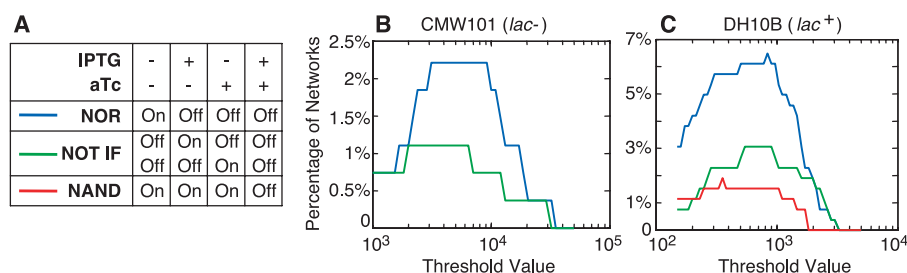 A
IPTG - + - +
aTc - - + +
NOR On Off Off Off
NOT IF Off On Off Off
Off Off On Off
NAND On On On Off
B
CMW101 (lac-)
Percentage of Networks
2.5%
2%
1.5%
1%
0.5%
0
10³ 10⁴ 10⁵
Threshold Value
C
DH10B (lac⁺)
7%
5%
3%
1%
0
10² 10³ 10⁴
Threshold Value